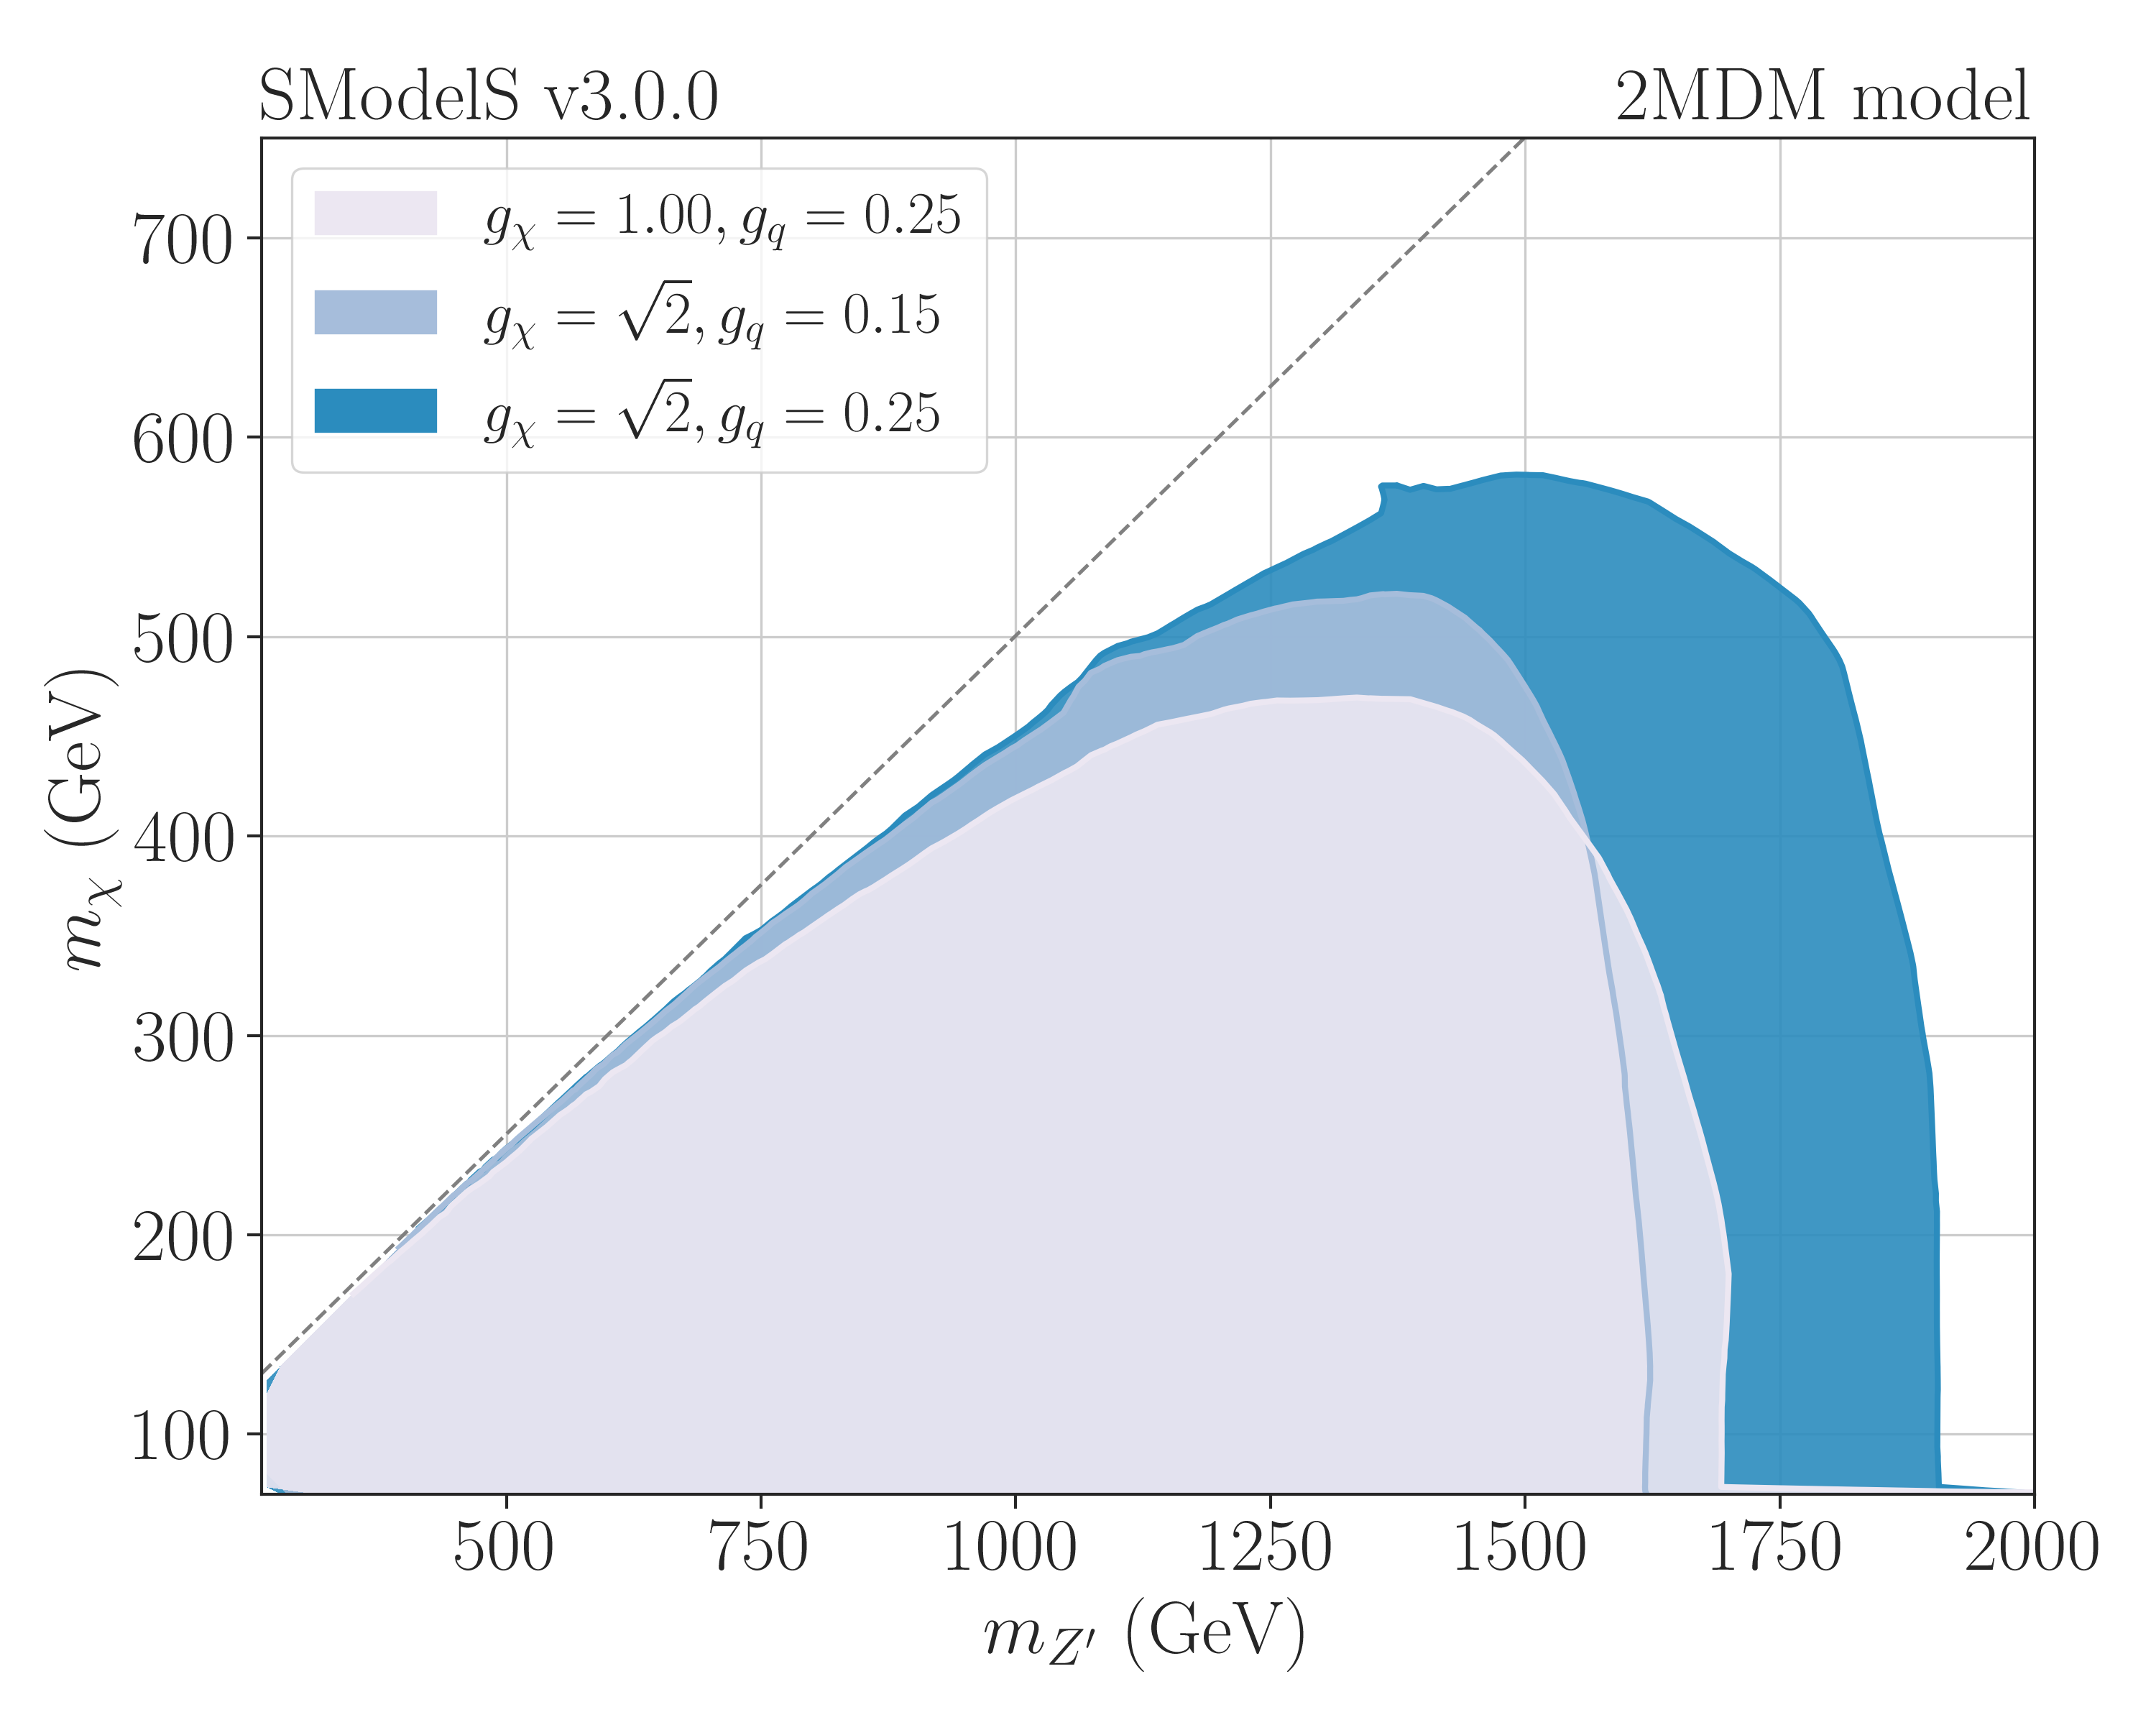 SModelS v3.0.0
2MDM model
g_χ = 1.00, g_q = 0.25
g_χ = √2, g_q = 0.15
g_χ = √2, g_q = 0.25
700
600
500
400
300
200
100
m_χ (GeV)
500 750 1000 1250 1500 1750 2000
m_Z′ (GeV)